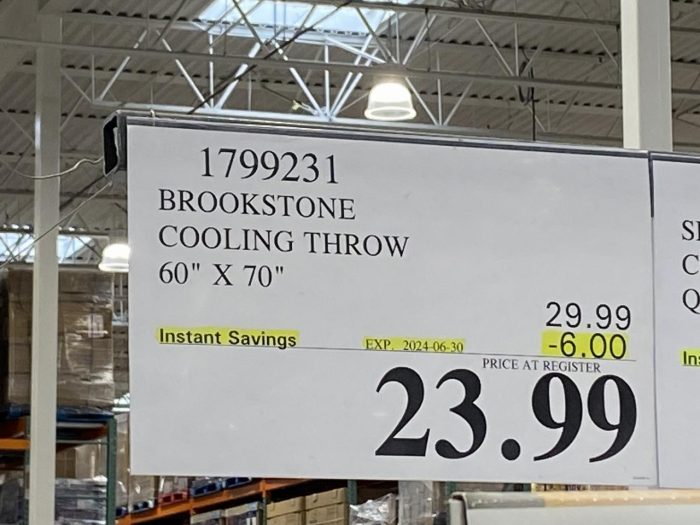 1799231
BROOKSTONE
COOLING THROW
60" X 70"
29.99
Instant Savings EXP. 2024-06-30 -6.00
PRICE AT REGISTER
23.99